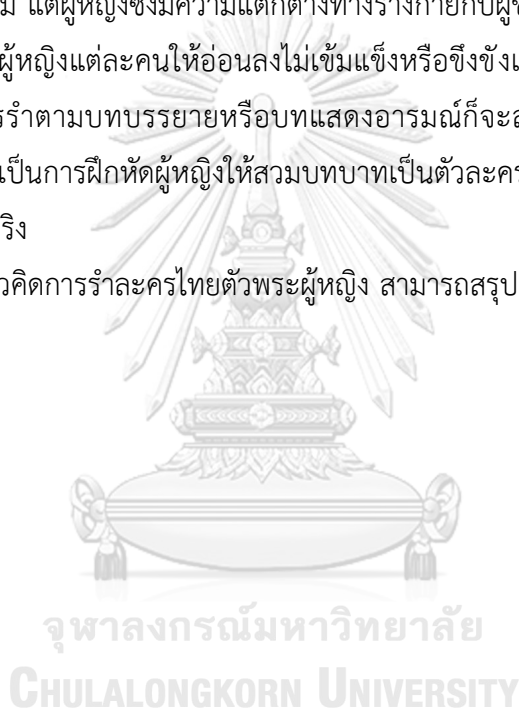 แต่ผู้หญิงซึ่งมีความแตกต่างทางร่างกายกับผู้ช
ผู้หญิงแต่ละคนให้อ่อนลงไม่เข้มแข็งหรือขึงขังเ
รรำตามบทบรรยายหรือบทแสดงอารมณ์ก็จะส
เป็นการฝึกหัดผู้หญิงให้สวมบทบาทเป็นตัวละคร
ริง
วคิดการรำละครไทยตัวพระผู้หญิง สามารถสรุป
จุฬาลงกรณ์มหาวิทยาลัย
CHULALONGKORN UNIVERSITY